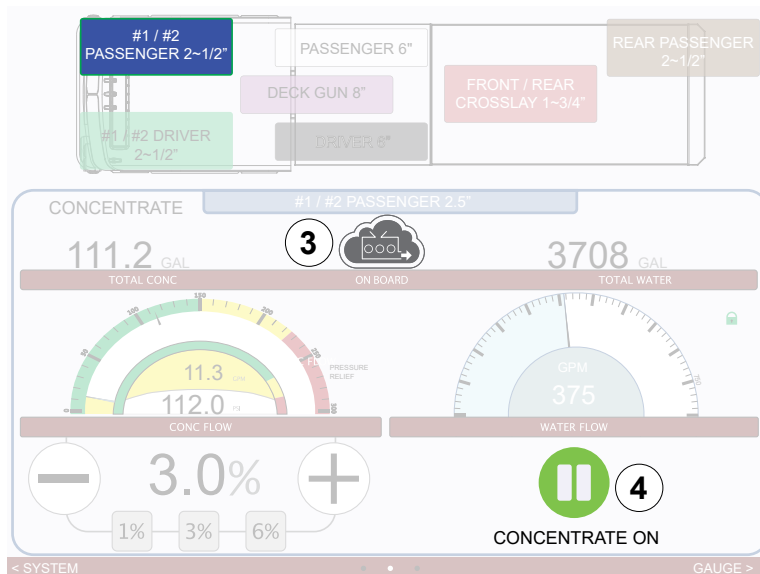 #1 / #2
PASSENGER 2~1/2"
PASSENGER 6"
REAR PASSENGER
2~1/2"
DECK GUN 8"
FRONT / REAR
CROSSLAY 1~3/4"
#1 / #2 DRIVER
2~1/2"
DRIVER 6"
CONCENTRATE
#1 / #2 PASSENGER 2.5"
3
111.2 GAL
3708 GAL
TOTAL CONC
ON BOARD
TOTAL WATER
0
50
100
150
200
250
300
PRESSURE
RELIEF
11.3 GPM
112.0 PSI
GPM
375
750
CONC FLOW
WATER FLOW
3.0%
4
1%
3%
6%
CONCENTRATE ON
< SYSTEM
GAUGE >